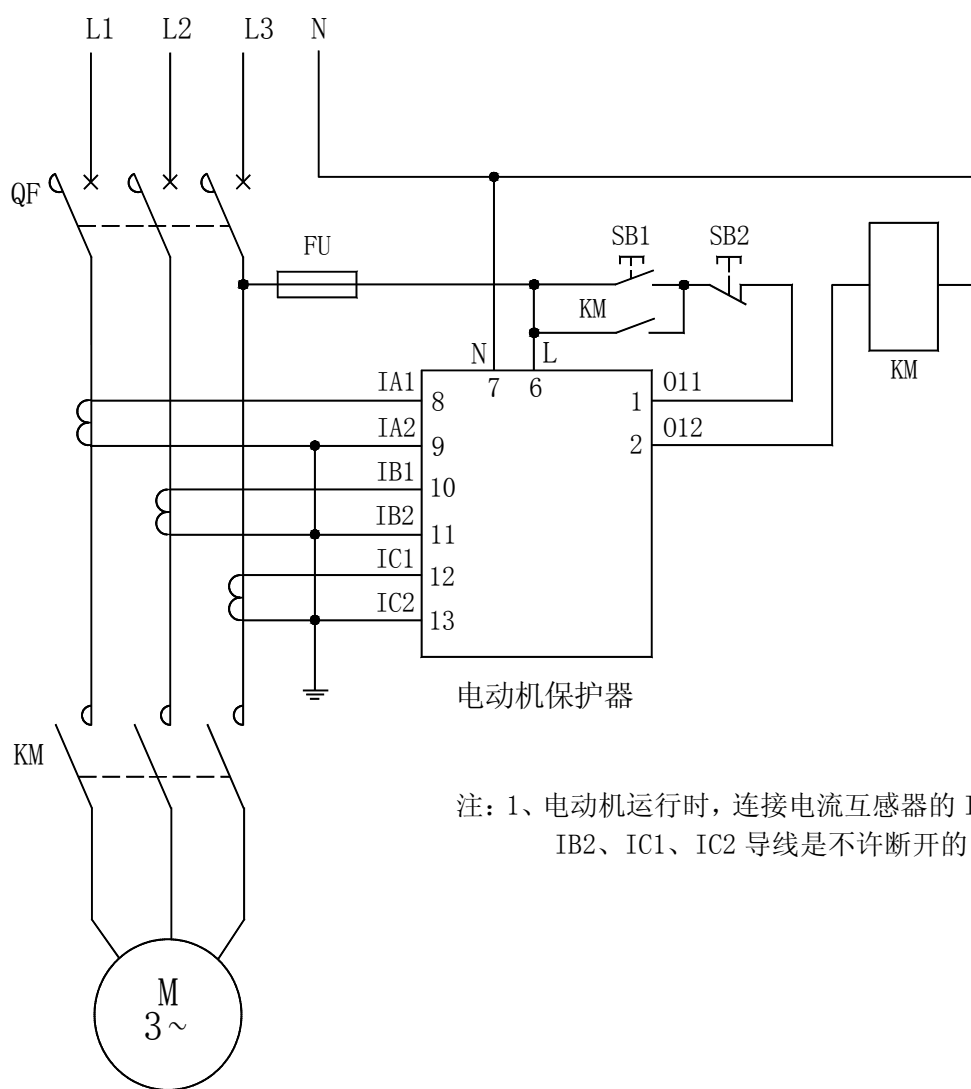 L1 L2 L3 N
QF
FU
SB1 SB2
KM
KM
N L
7 6
IA1 8
IA2 9
IB1 10
IB2 11
IC1 12
IC2 13
1 O11
2 O12
电动机保护器
KM
注: 1、电动机运行时, 连接电流互感器的 I
IB2、IC1、IC2 导线是不许断开的
M
3~